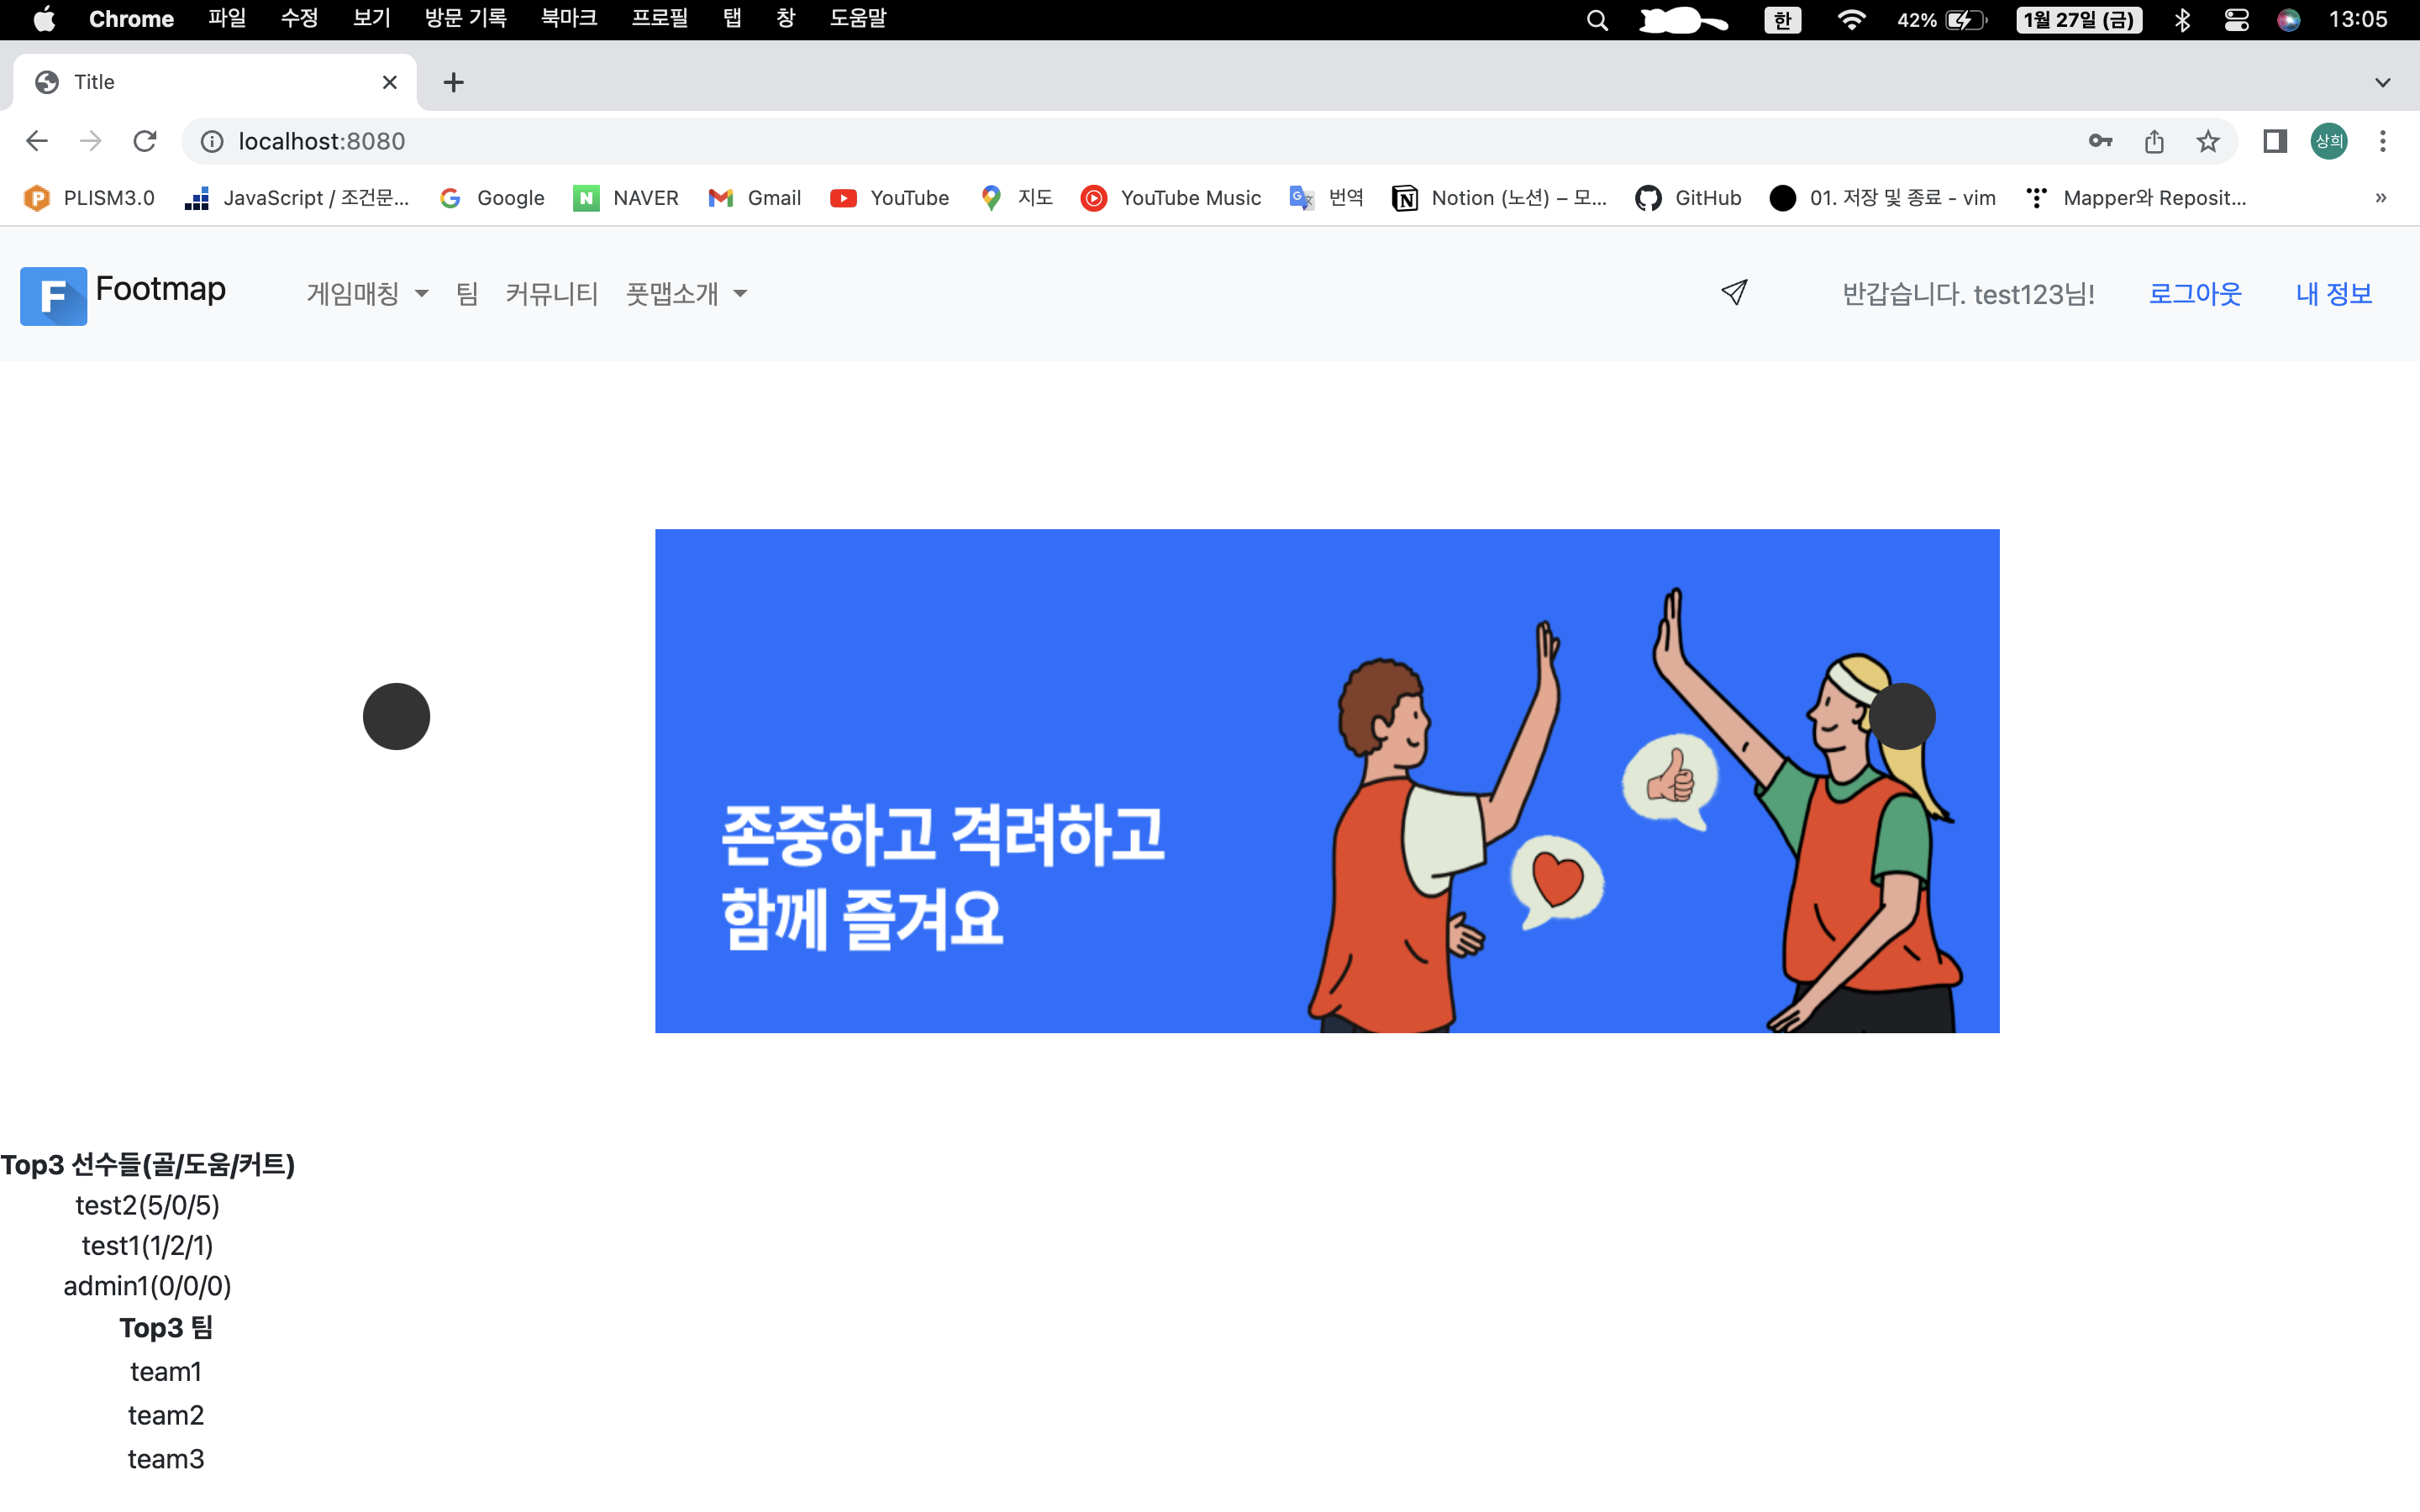 Chrome 파일 수정 보기 방문 기록 북마크 프로필 탭 창 도움말 한 42% 1월 27일 (금) 13:05
Title
localhost:8080 상희
PLISM3.0 JavaScript / 조건문... Google NAVER Gmail YouTube 지도 YouTube Music 번역 Notion (노션) – 모... GitHub 01. 저장 및 종료 - vim Mapper와 Reposit... »
F Footmap 게임매칭 팀 커뮤니티 풋맵소개 반갑습니다. test123님! 로그아웃 내 정보
존중하고 격려하고
함께 즐겨요
Top3 선수들(골/도움/커트)
test2(5/0/5)
test1(1/2/1)
admin1(0/0/0)
Top3 팀
team1
team2
team3